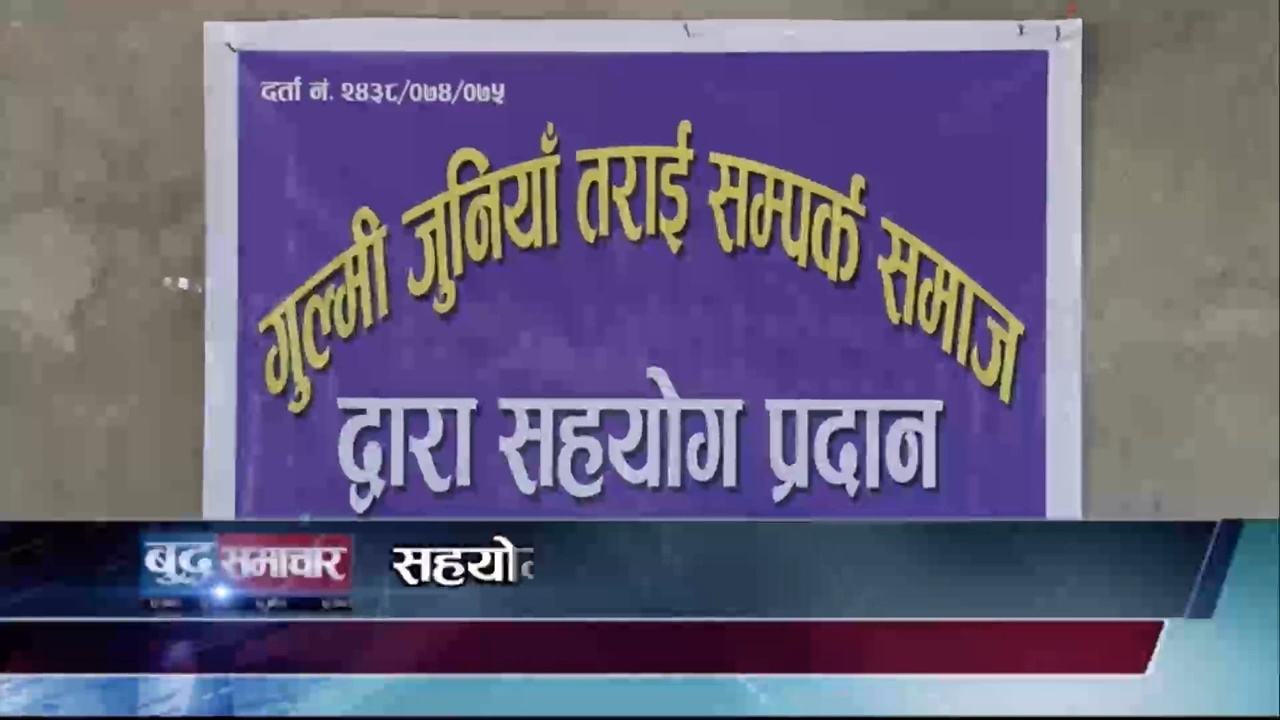 दर्ता नं. २४३८/०७४/०७५
गुल्मी जुनियाँ तराई सम्पर्क समाज
द्वारा सहयोग प्रदान
बुद्ध समाचार
सहयो